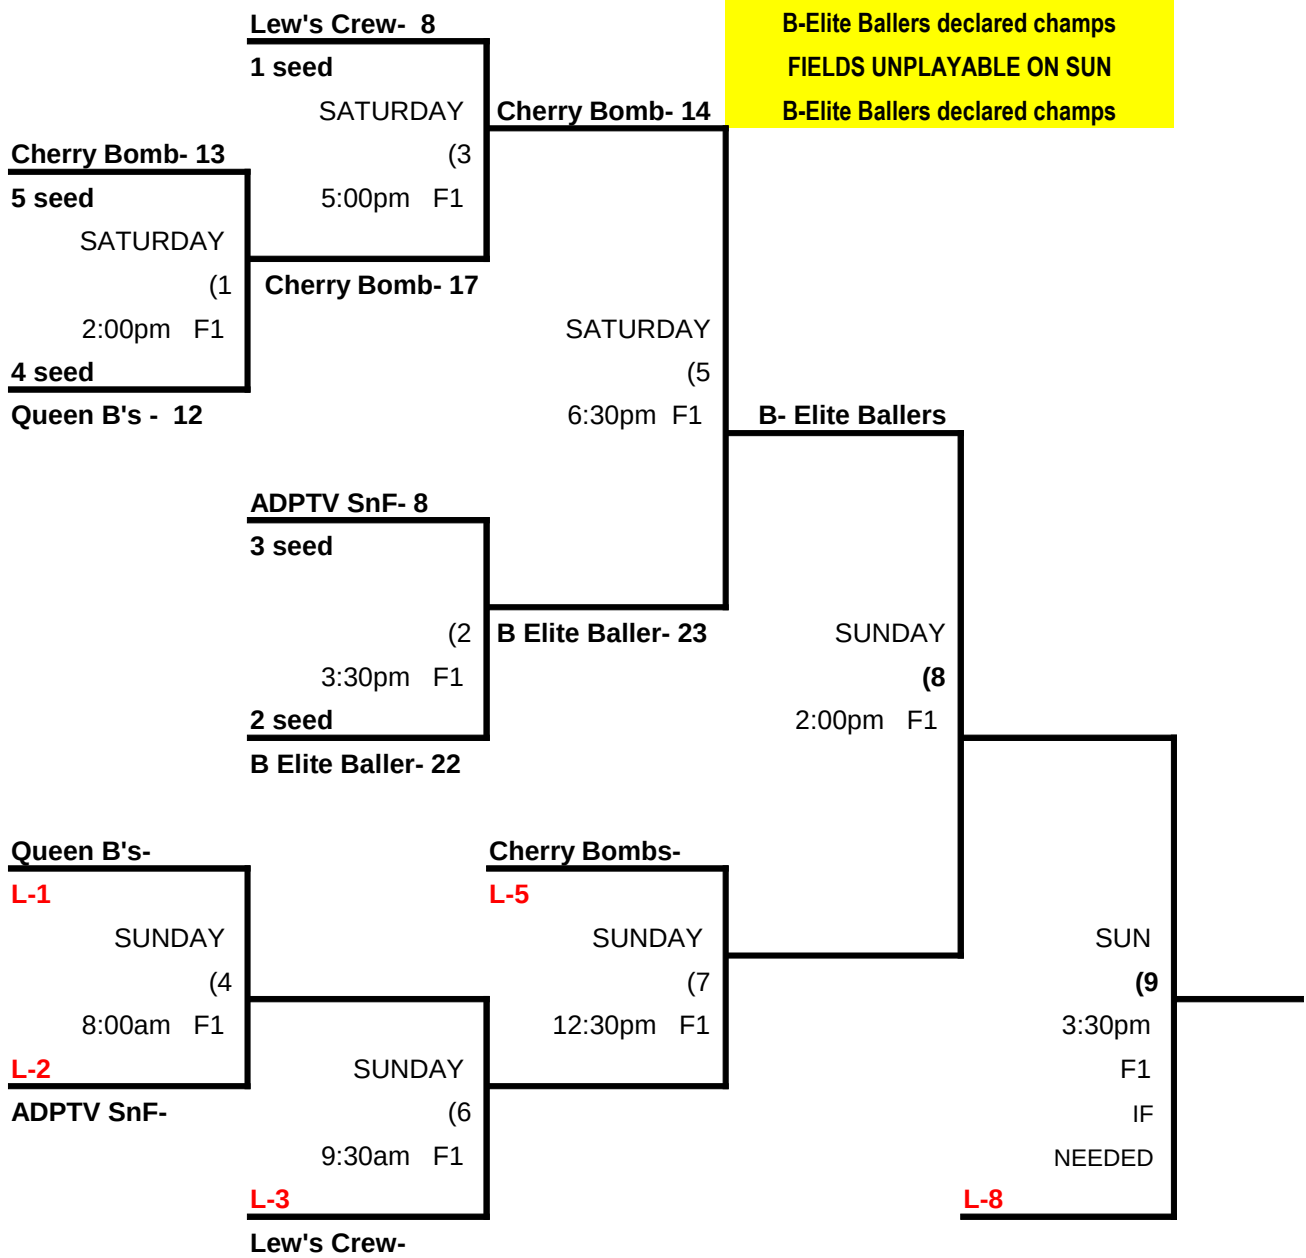 Lew's Crew-  8
B-Elite Ballers declared champs
1 seed
FIELDS UNPLAYABLE ON SUN
SATURDAY
Cherry Bomb- 14
B-Elite Ballers declared champs
Cherry Bomb- 13
(3
5 seed
5:00pm   F1
SATURDAY
(1
Cherry Bomb- 17
2:00pm   F1
SATURDAY
4 seed
(5
Queen B's -  12
6:30pm  F1
B- Elite Ballers
ADPTV SnF- 8
3 seed
(2
B Elite Baller- 23
SUNDAY
3:30pm   F1
(8
2 seed
2:00pm   F1
B Elite Baller- 22
Queen B's-
Cherry Bombs-
L-1
L-5
SUNDAY
SUNDAY
SUN
(4
(7
(9
8:00am   F1
12:30pm   F1
3:30pm
L-2
SUNDAY
F1
ADPTV SnF-
(6
IF
9:30am   F1
NEEDED
L-3
L-8
Lew's Crew-